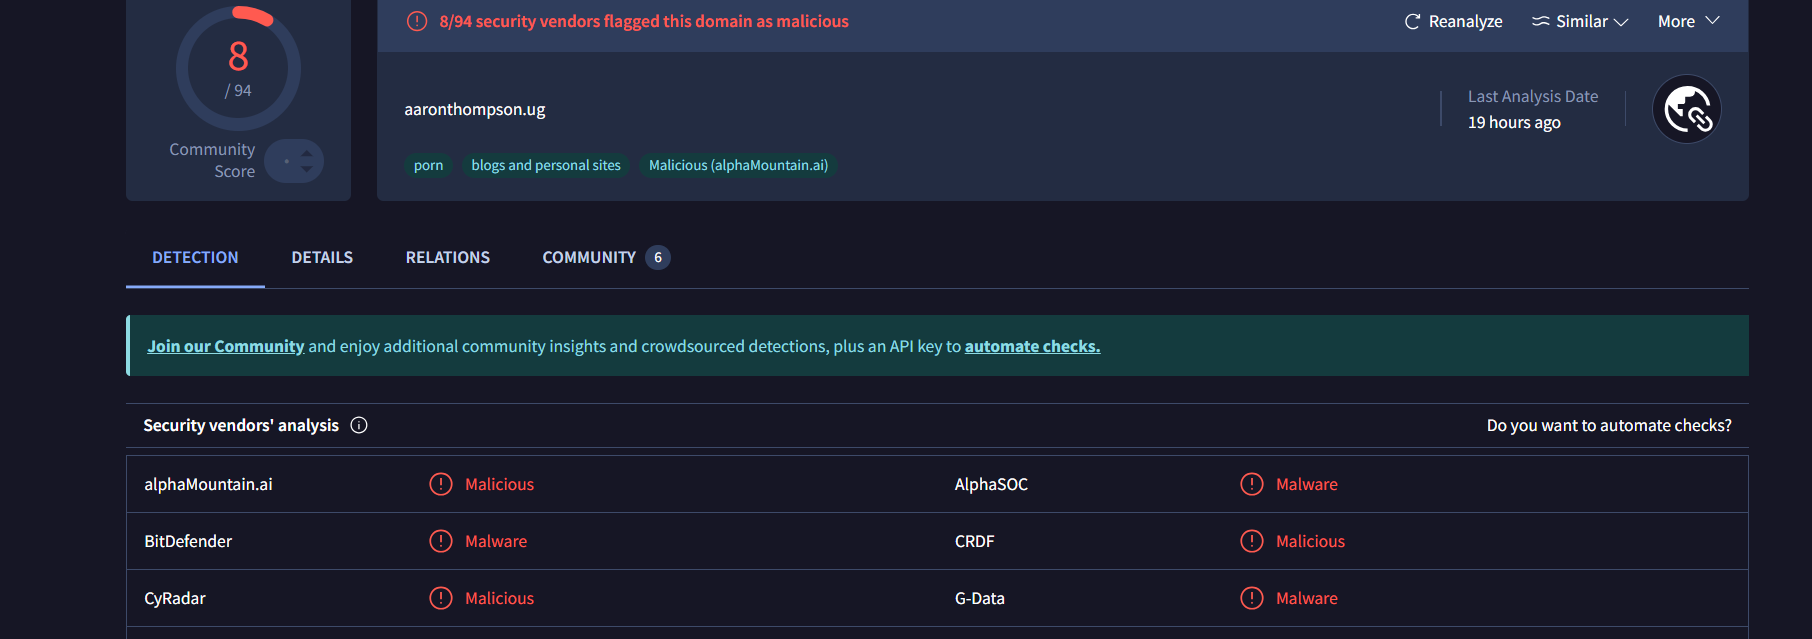 8/94 security vendors flagged this domain as malicious
Reanalyze
Similar
More
8
/ 94
Community Score
aaronthompson.ug
Last Analysis Date
19 hours ago
porn
blogs and personal sites
Malicious (alphaMountain.ai)
DETECTION
DETAILS
RELATIONS
COMMUNITY 6
Join our Community and enjoy additional community insights and crowdsourced detections, plus an API key to automate checks.
Security vendors' analysis
Do you want to automate checks?
alphaMountain.ai
Malicious
AlphaSOC
Malware
BitDefender
Malware
CRDF
Malicious
CyRadar
Malicious
G-Data
Malware